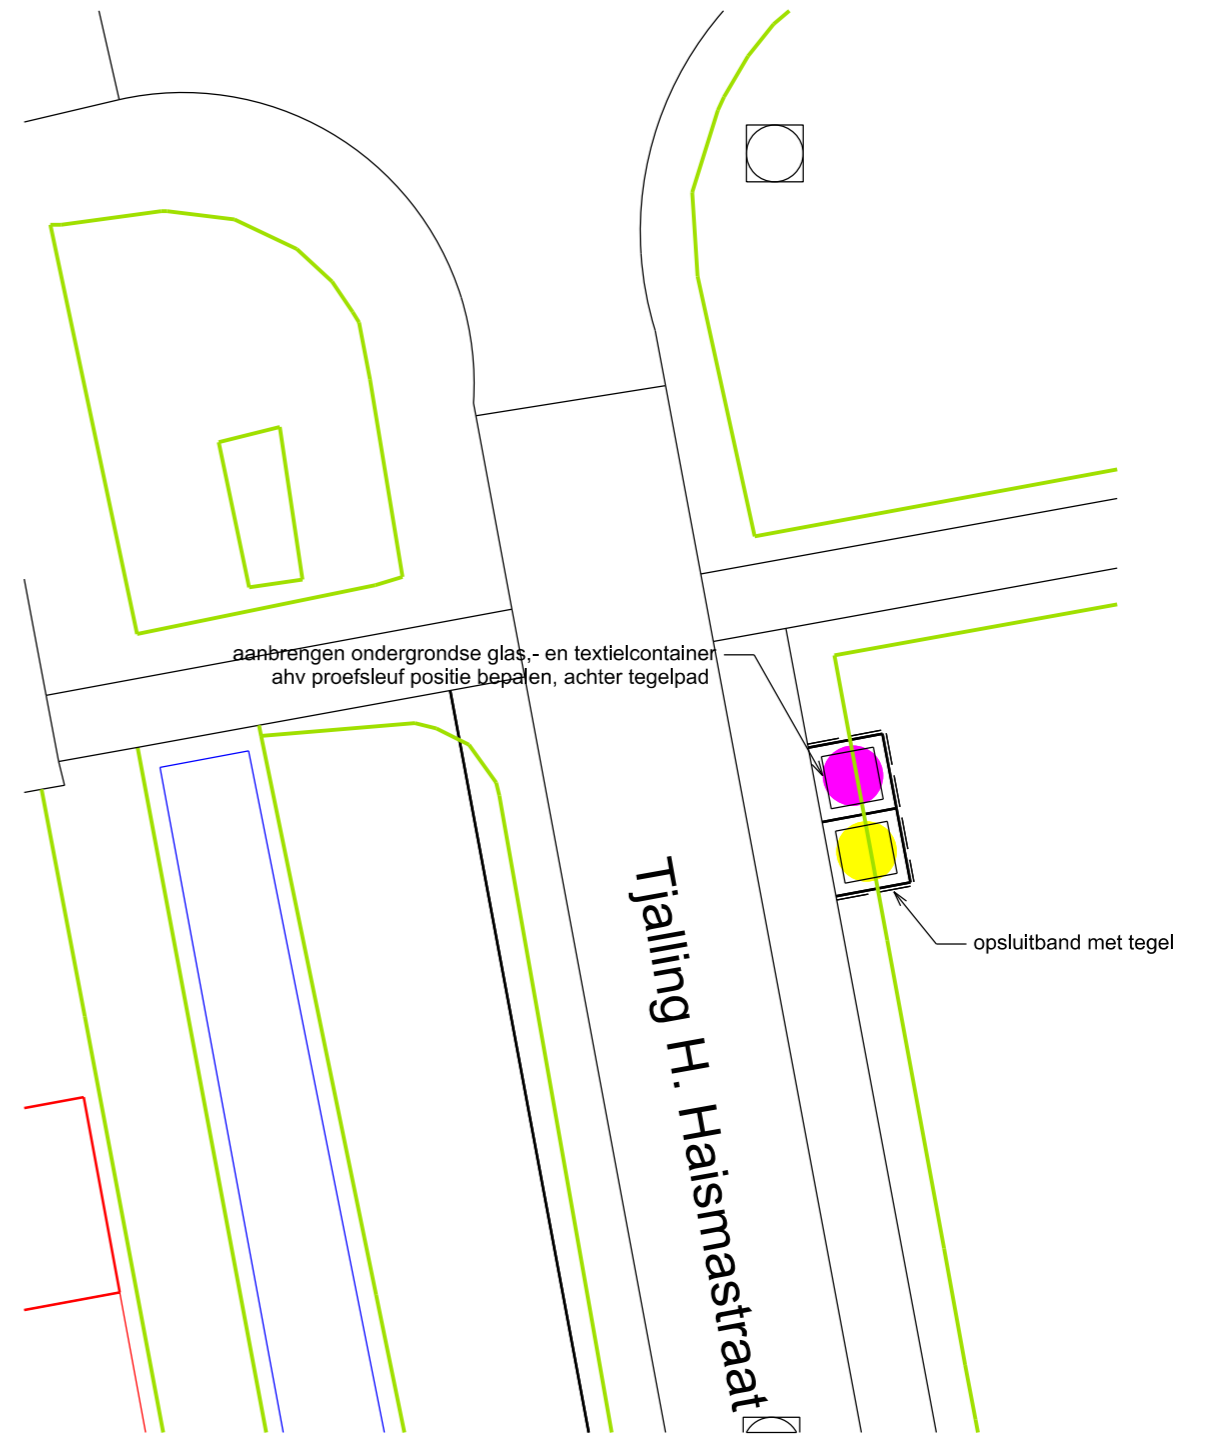 aanbrengen ondergrondse glas,- en textielcontainer
ahv proefsleuf positie bepalen, achter tegelpad
opsluitband met tegel
Tjalling H. Haismastraat